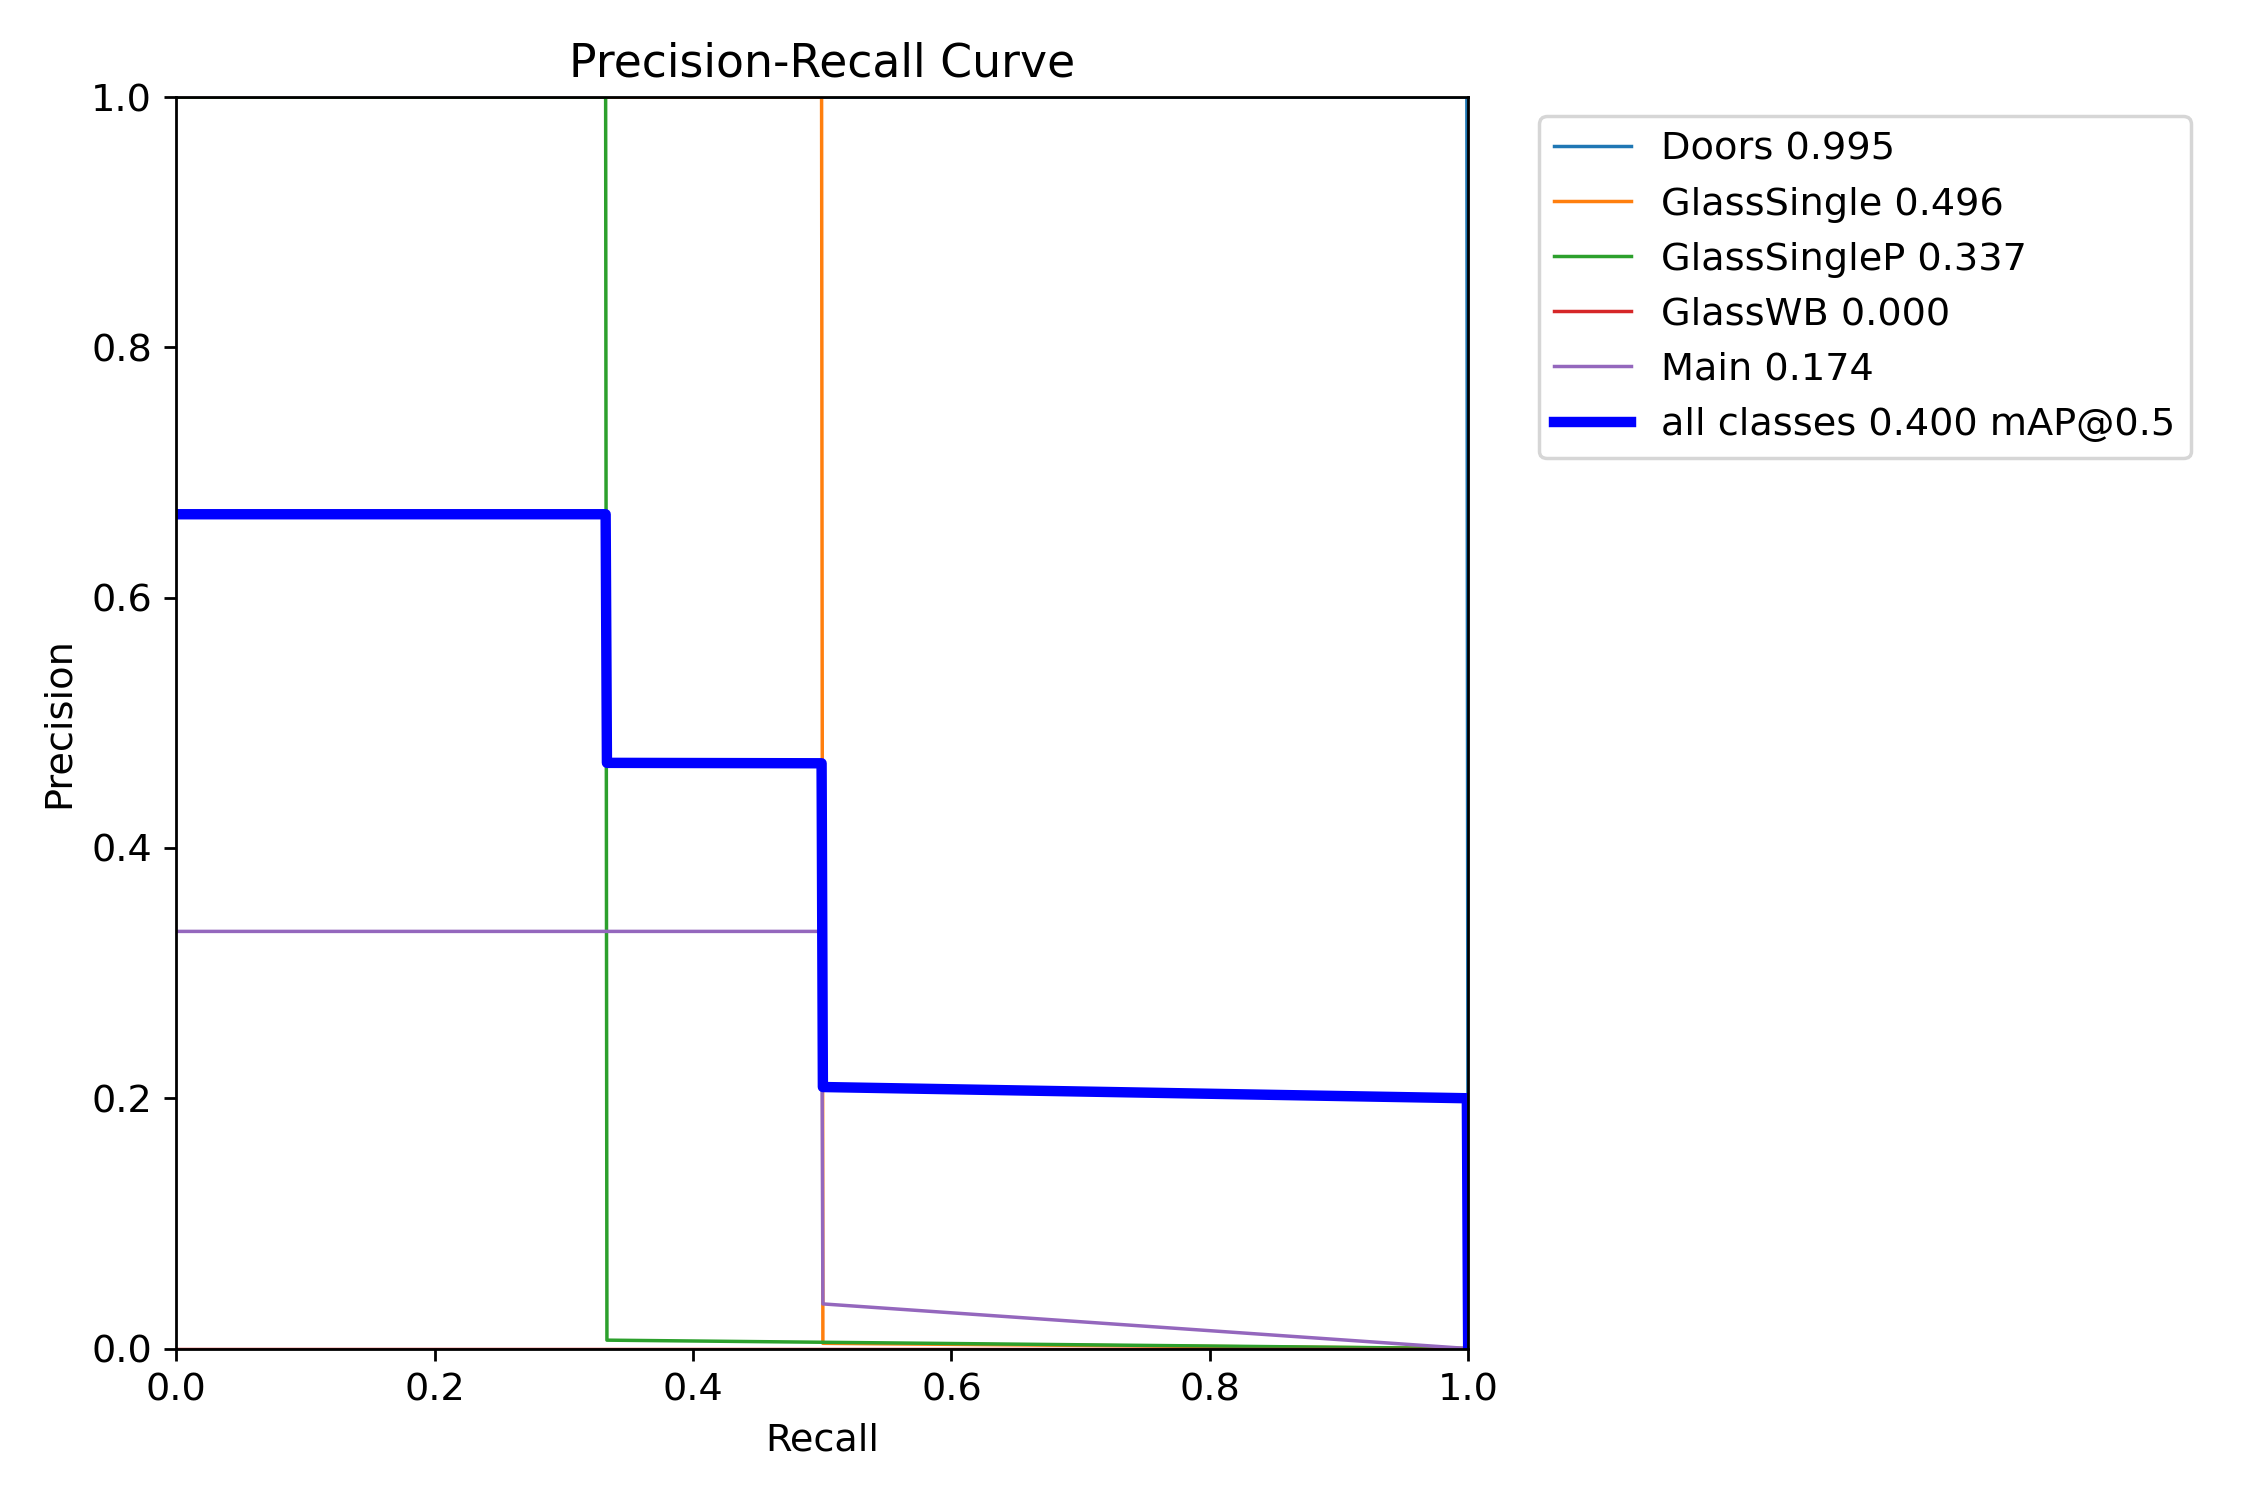 Precision-Recall Curve
1.0
0.8
0.6
0.4
0.2
0.0
Precision
0.0 0.2 0.4 0.6 0.8 1.0
Recall
Doors 0.995
GlassSingle 0.496
GlassSingleP 0.337
GlassWB 0.000
Main 0.174
all classes 0.400 mAP@0.5